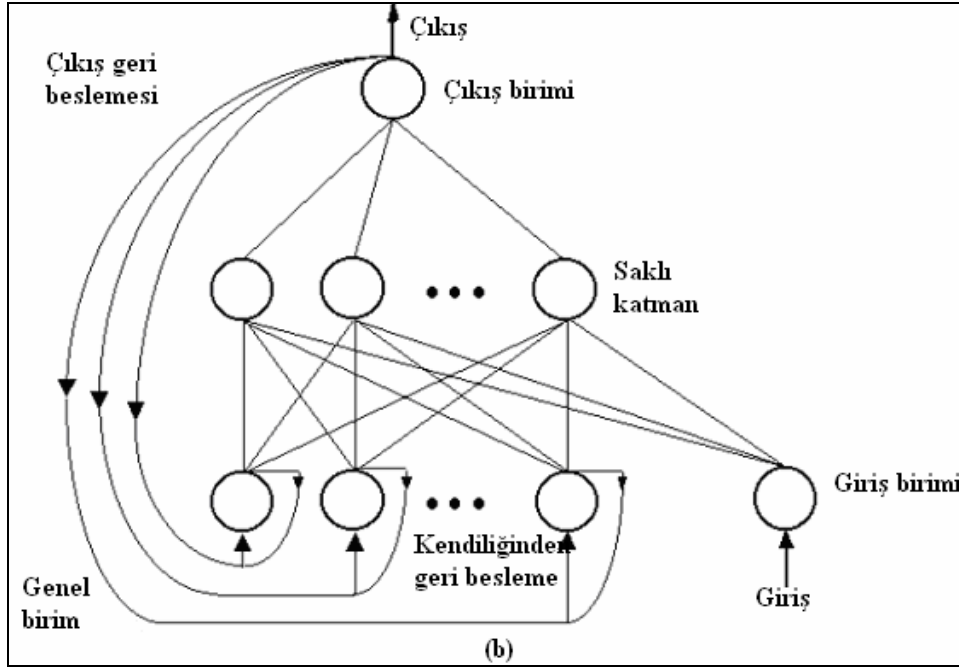 Çıkış
Çıkış geri
beslemesi
Çıkış birimi
Saklı
katman
Giriş birimi
Kendiliğinden
geri besleme
Genel
birim
Giriş
(b)